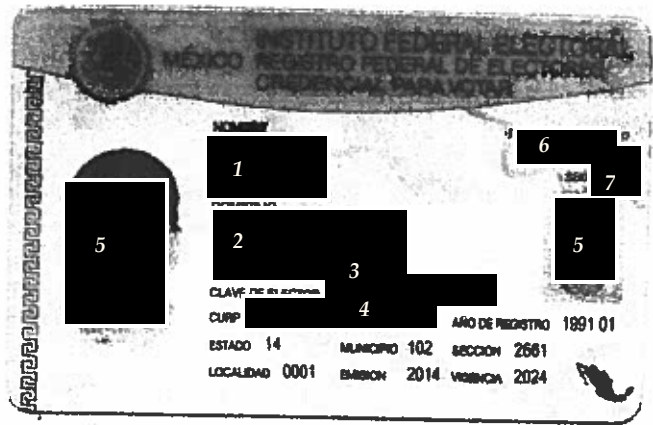 MÉXICO INSTITUTO FEDERAL ELECTORAL
REGISTRO FEDERAL DE ELECTORES
CREDENCIAL PARA VOTAR
NOMBRE
1
6
7
5
DOMICILIO
2
5
3
CLAVE DE ELECTOR
4
CURP
AÑO DE REGISTRO 1991 01
ESTADO 14 MUNICIPIO 102 SECCIÓN 2661
LOCALIDAD 0001 EMISIÓN 2014 VIGENCIA 2024